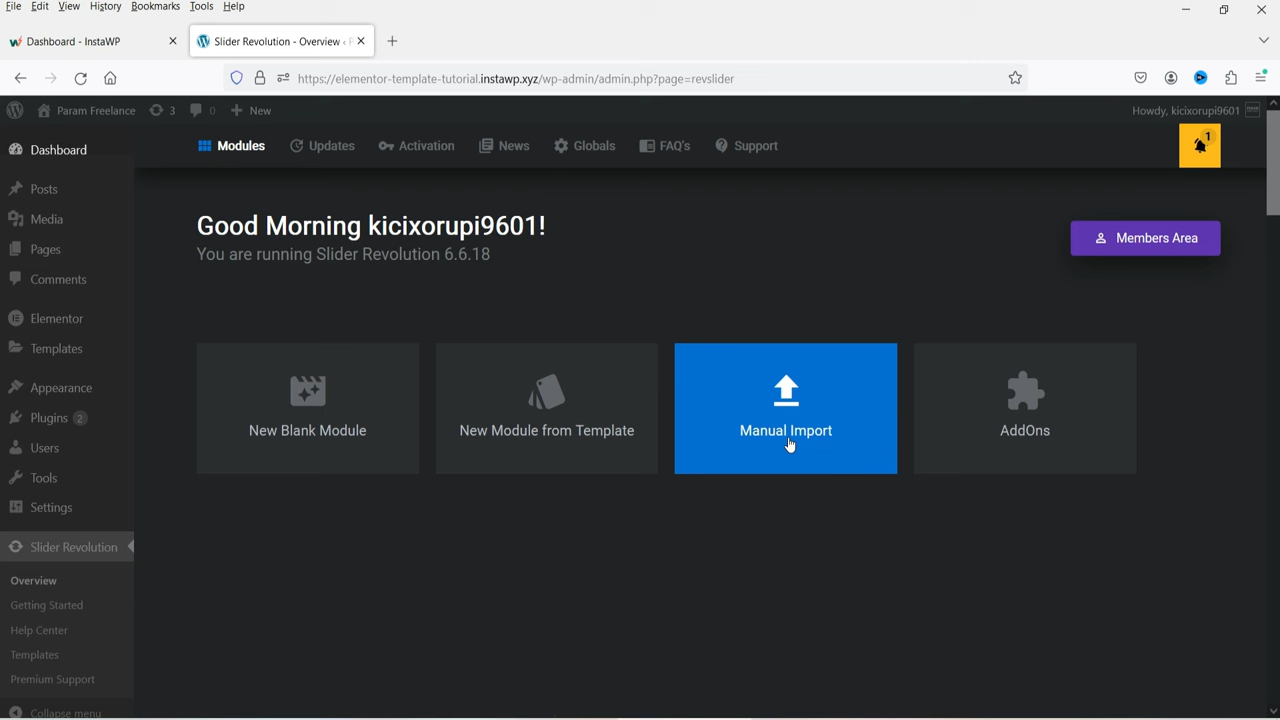 File Edit View History Bookmarks Tools Help
Dashboard - InstaWP
Slider Revolution - Overview ‹
https://elementor-template-tutorial.instawp.xyz/wp-admin/admin.php?page=revslider
Param Freelance 3 0 New
Howdy, kicixorupi9601
Dashboard
Posts
Media
Pages
Comments
Elementor
Templates
Appearance
Plugins 2
Users
Tools
Settings
Slider Revolution
Overview
Getting Started
Help Center
Templates
Premium Support
Collapse menu
Modules Updates Activation News Globals FAQ's Support
1
Good Morning kicixorupi9601!
You are running Slider Revolution 6.6.18
Members Area
New Blank Module
New Module from Template
Manual Import
AddOns